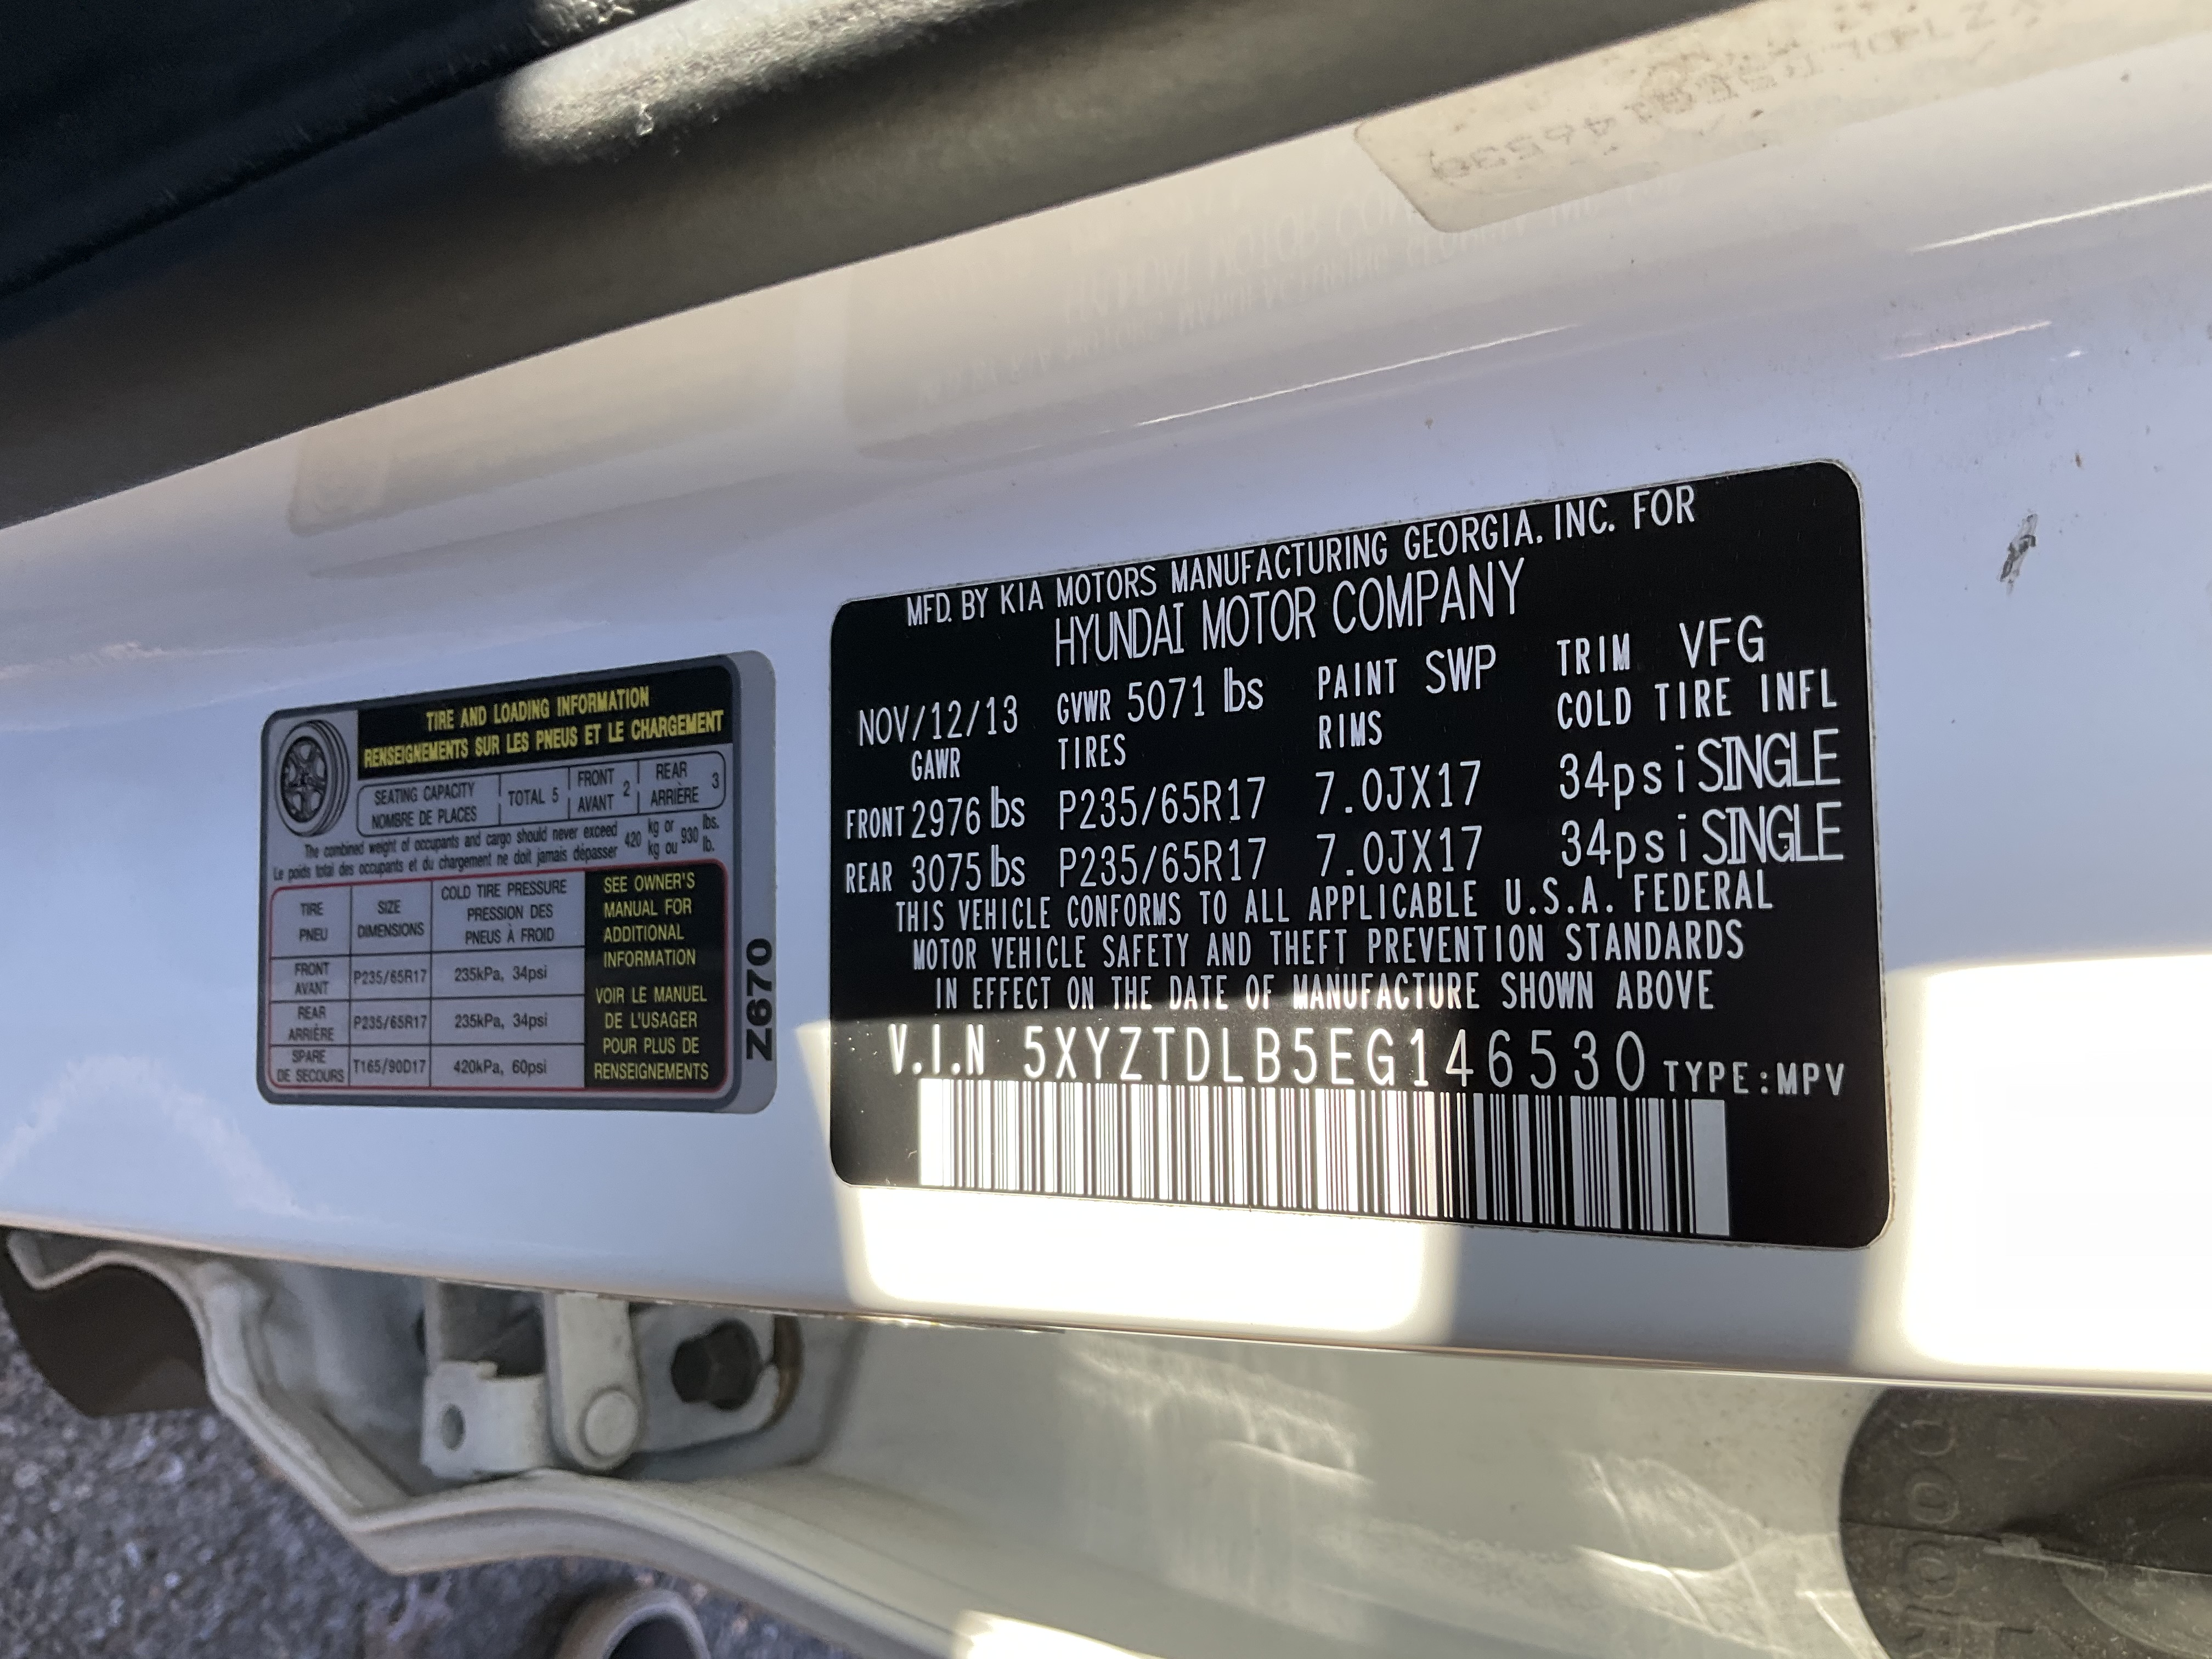 TIRE AND LOADING INFORMATION
RENSEIGNEMENTS SUR LES PNEUS ET LE CHARGEMENT
SEATING CAPACITY
NOMBRE DE PLACES
TOTAL 5
FRONT
AVANT
2
REAR
ARRIÈRE
3
The combined weight of occupants and cargo should never exceed 420 kg or 930 lbs.
Le poids total des occupants et du chargement ne doit jamais dépasser kg ou lb.
TIRE
PNEU
SIZE
DIMENSIONS
COLD TIRE PRESSURE
PRESSION DES
PNEUS À FROID
FRONT
AVANT
P235/65R17
235kPa, 34psi
REAR
ARRIÈRE
P235/65R17
235kPa, 34psi
SPARE
DE SECOURS
T165/90D17
420kPa, 60psi
SEE OWNER'S
MANUAL FOR
ADDITIONAL
INFORMATION
VOIR LE MANUEL
DE L'USAGER
POUR PLUS DE
RENSEIGNEMENTS
Z670
MFD. BY KIA MOTORS MANUFACTURING GEORGIA. INC. FOR
HYUNDAI MOTOR COMPANY
NOV/12/13 GVWR 5071 lbs PAINT SWP TRIM VFG
GAWR TIRES RIMS COLD TIRE INFL
FRONT 2976 lbs P235/65R17 7.0JX17 34psi SINGLE
REAR 3075 lbs P235/65R17 7.0JX17 34psi SINGLE
THIS VEHICLE CONFORMS TO ALL APPLICABLE U.S.A. FEDERAL
MOTOR VEHICLE SAFETY AND THEFT PREVENTION STANDARDS
IN EFFECT ON THE DATE OF MANUFACTURE SHOWN ABOVE
V.I.N 5XYZTDLB5EG146530 TYPE:MPV